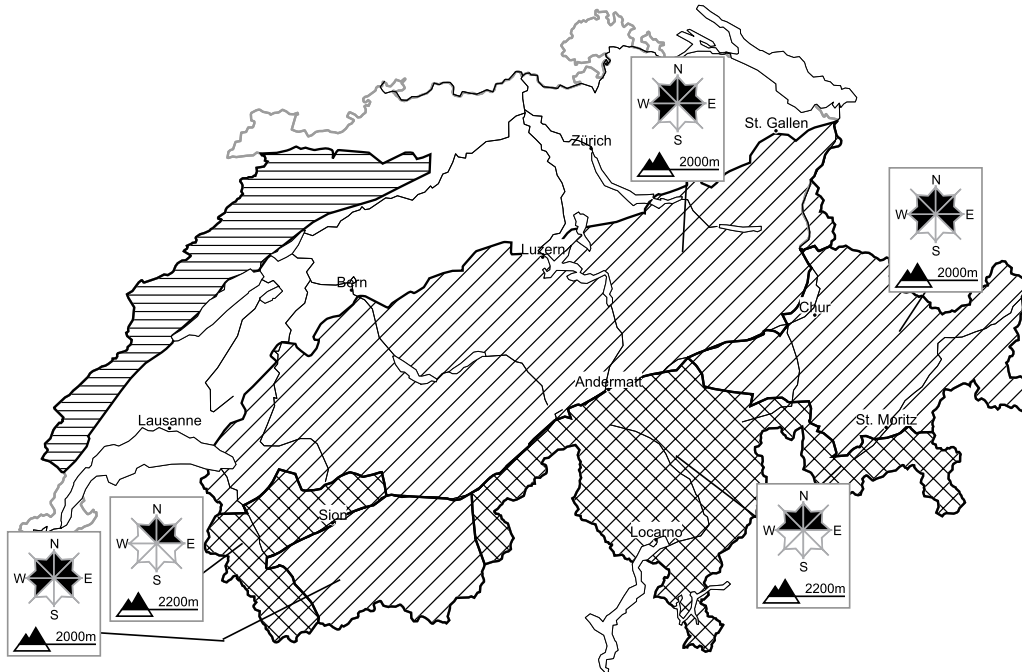 N
W E
S
2000m
St. Gallen
Zürich
N
W E
S
2000m
Luzern
Bern
Chur
Andermatt
Lausanne
St. Moritz
N
W E
S
2200m
Sion
N
W E
S
2200m
Locarno
N
W E
S
2000m